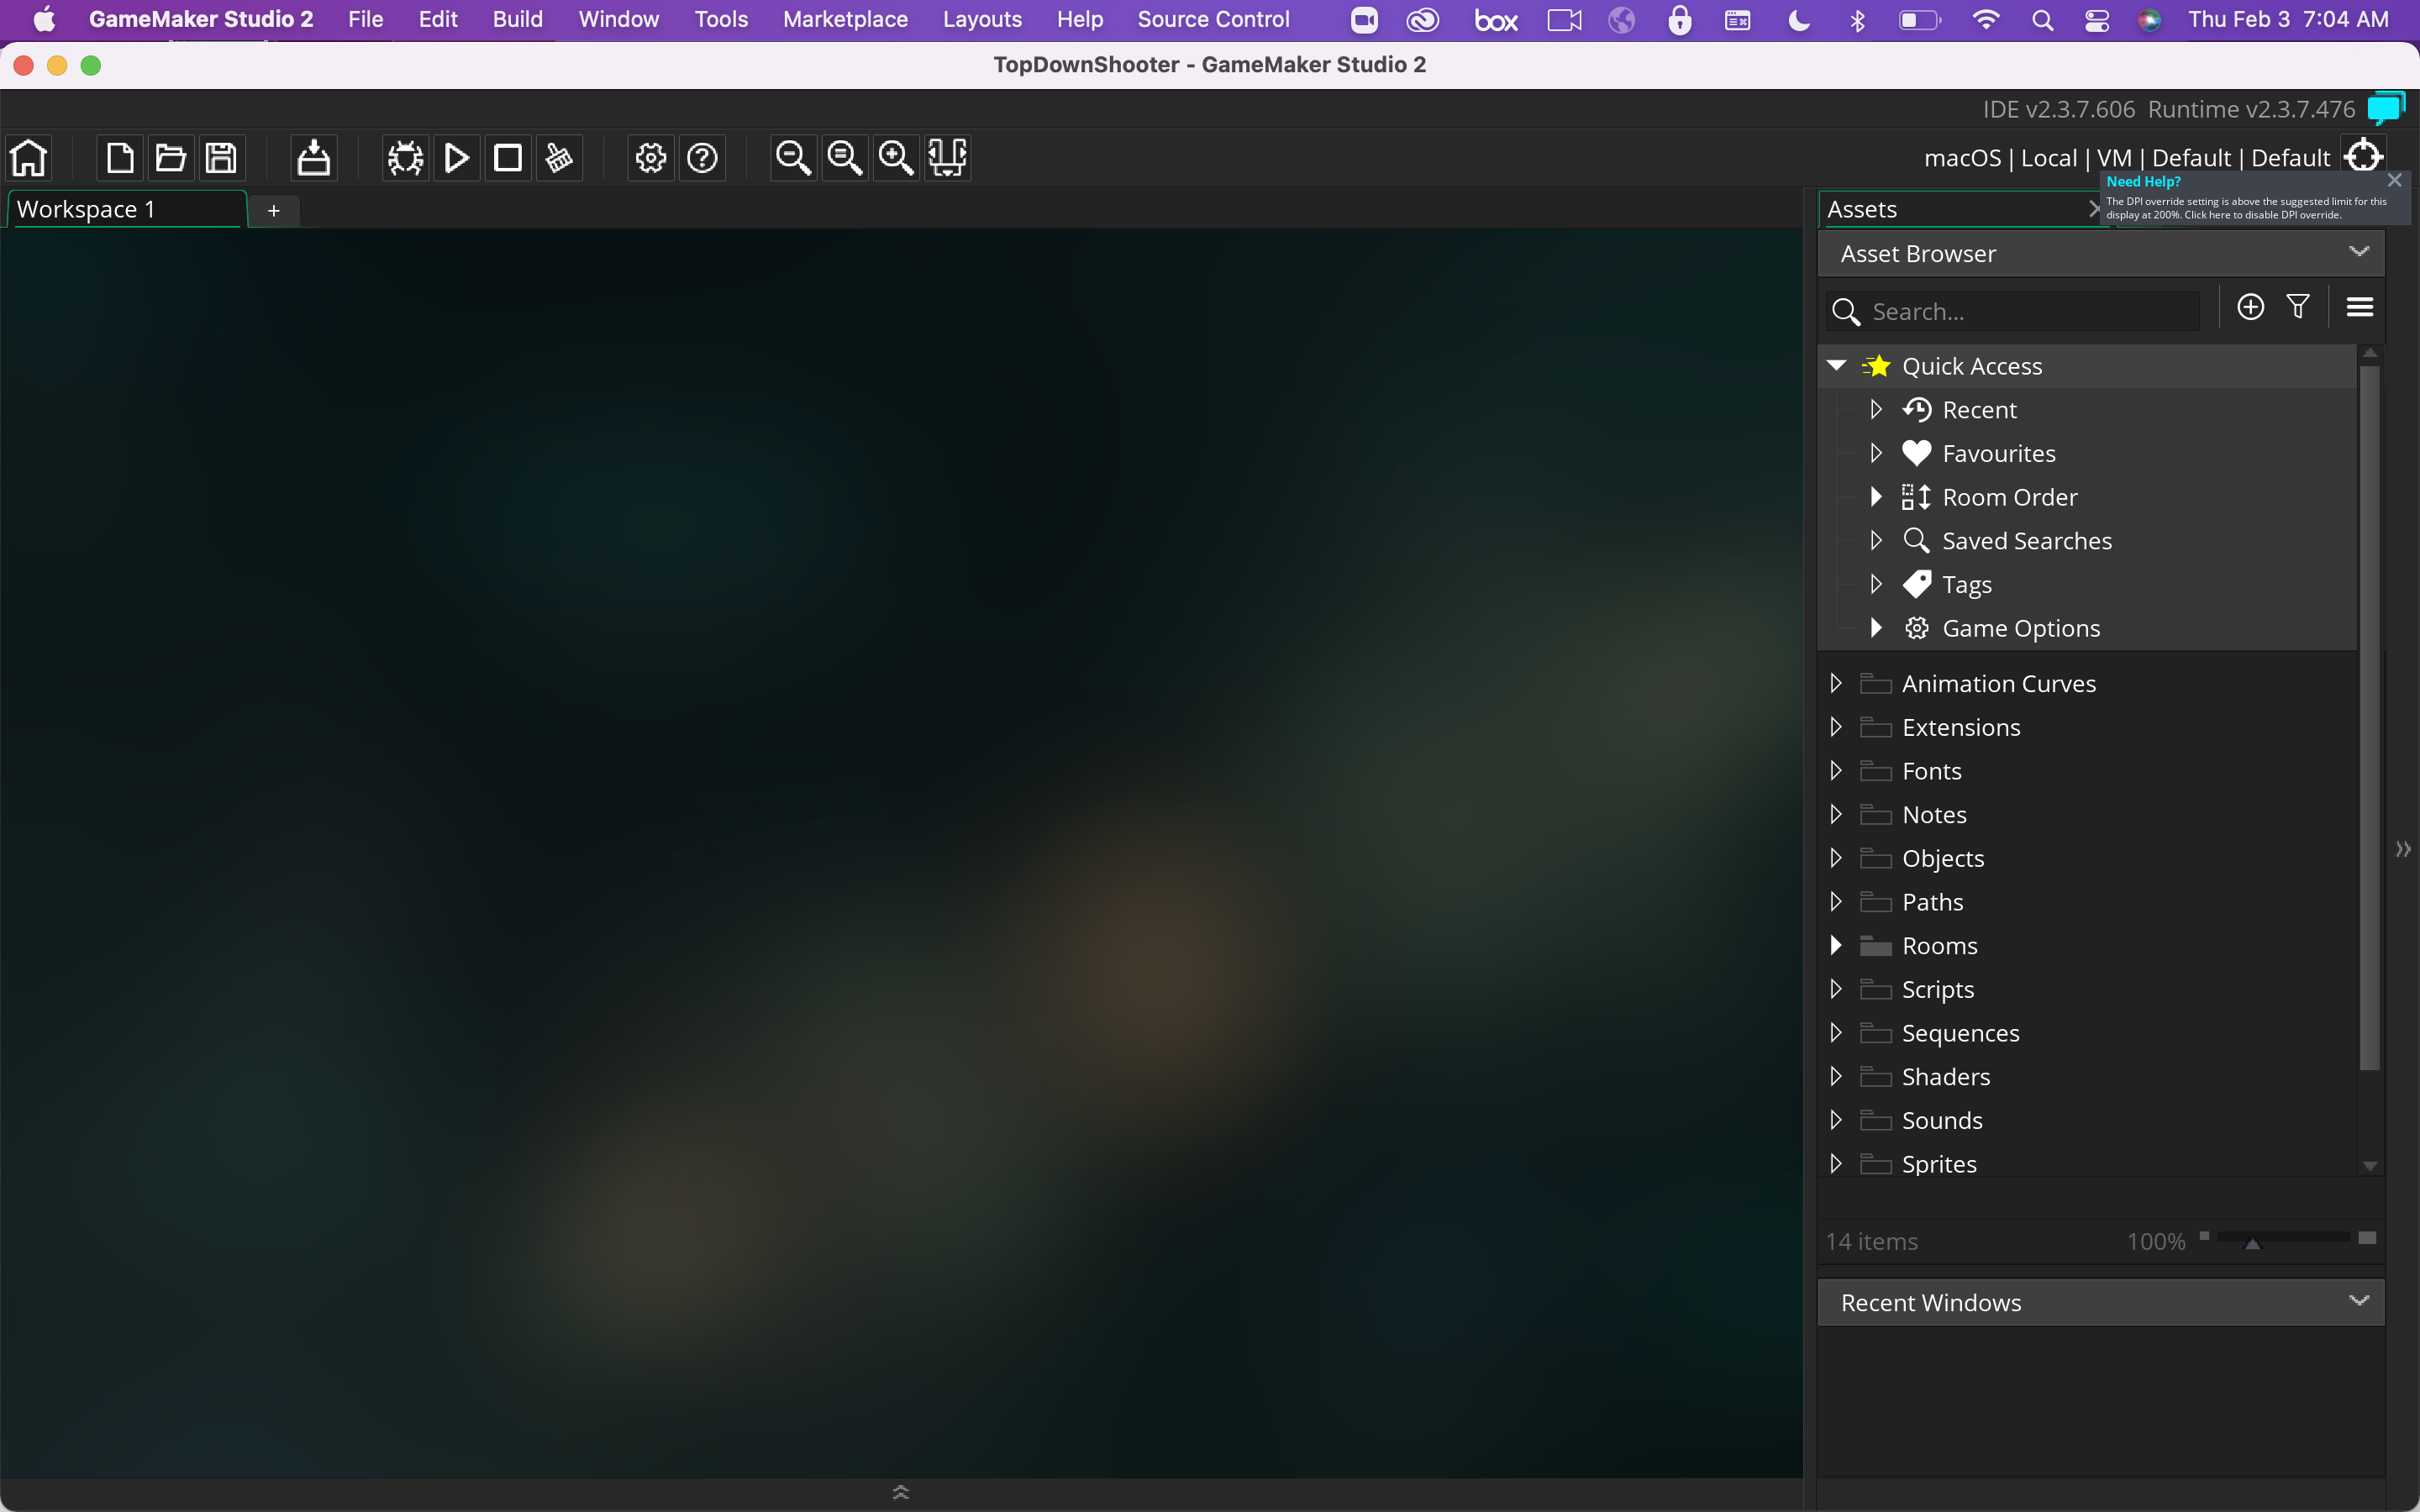 GameMaker Studio 2 File Edit Build Window Tools Marketplace Layouts Help Source Control box Thu Feb 3 7:04 AM
TopDownShooter - GameMaker Studio 2
IDE v2.3.7.606 Runtime v2.3.7.476
macOS | Local | VM | Default | Default
Need Help?
The DPI override setting is above the suggested limit for this
display at 200%. Click here to disable DPI override.
Workspace 1 +
Assets
Asset Browser
Search...
Quick Access
Recent
Favourites
Room Order
Saved Searches
Tags
Game Options
Animation Curves
Extensions
Fonts
Notes
Objects
Paths
Rooms
Scripts
Sequences
Shaders
Sounds
Sprites
14 items 100%
Recent Windows